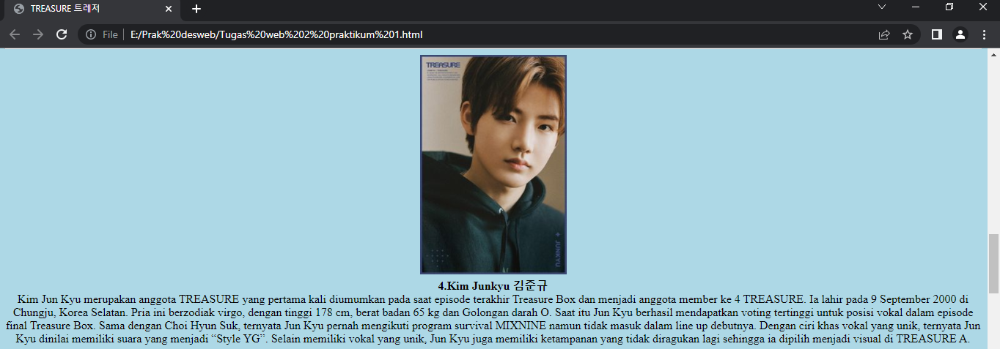 TREASURE 트레저
File E:/Prak%20desweb/Tugas%20web%202%20praktikum%201.html
TREASURE
+ JUNKYU
4.Kim Junkyu 김준규
Kim Jun Kyu merupakan anggota TREASURE yang pertama kali diumumkan pada saat episode terakhir Treasure Box dan menjadi anggota member ke 4 TREASURE. Ia lahir pada 9 September 2000 di
Chungju, Korea Selatan. Pria ini berzodiak virgo, dengan tinggi 178 cm, berat badan 65 kg dan Golongan darah O. Saat itu Jun Kyu berhasil mendapatkan voting tertinggi untuk posisi vokal dalam episode
final Treasure Box. Sama dengan Choi Hyun Suk, ternyata Jun Kyu pernah mengikuti program survival MIXNINE namun tidak masuk dalam line up debutnya. Dengan ciri khas vokal yang unik, ternyata Jun
Kyu dinilai memiliki suara yang menjadi “Style YG”. Selain memiliki vokal yang unik, Jun Kyu juga memiliki ketampanan yang tidak diragukan lagi sehingga ia dipilih menjadi visual di TREASURE A.